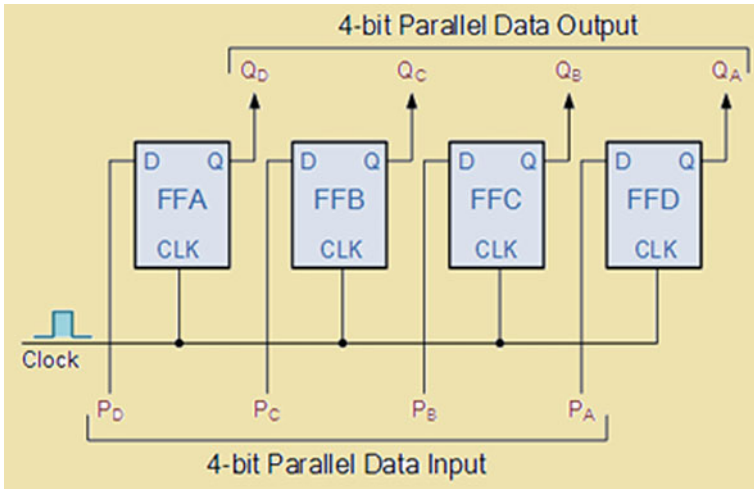 4-bit Parallel Data Output
QD QC QB QA
D Q D Q D Q D Q
FFA FFB FFC FFD
CLK CLK CLK CLK
Clock
PD PC PB PA
4-bit Parallel Data Input